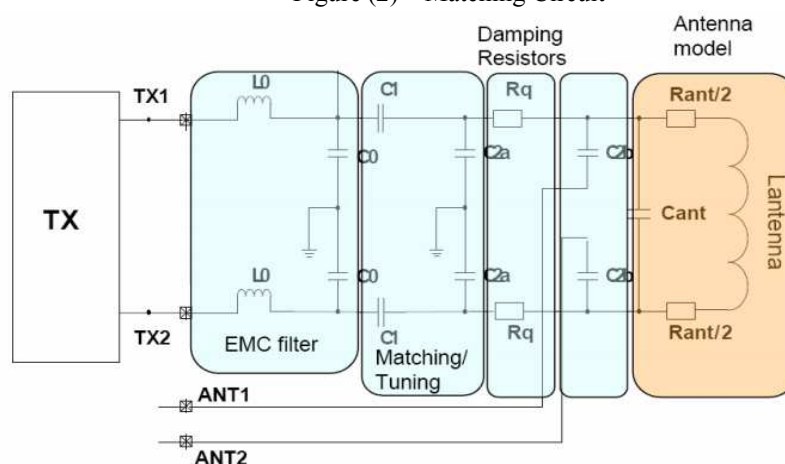 Figure (2) – Matching Circuit
Damping
Resistors
Antenna
model
TX1
L0
C1
Rq
Rant/2
C0
C2a
C2b
TX
Cant
Lantenna
C0
C2a
C2b
L0
TX2
EMC filter
C1
Matching/
Tuning
Rq
Rant/2
ANT1
ANT2